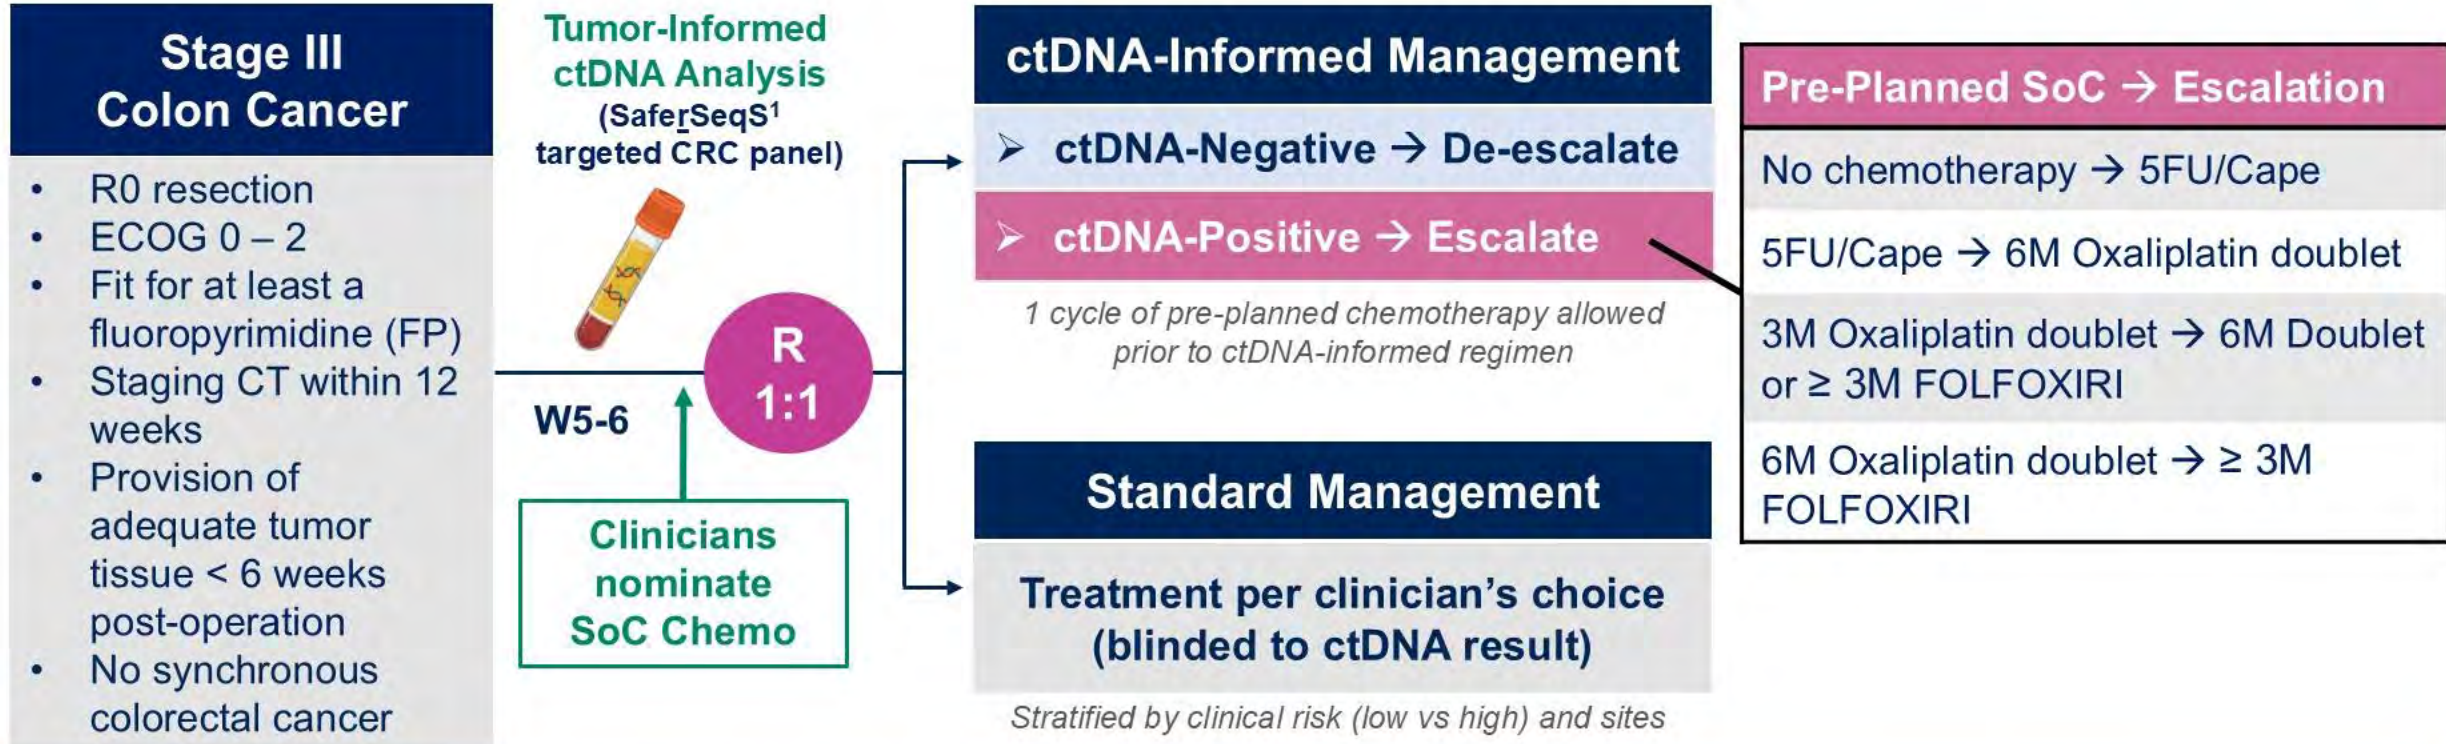 Stage III
Colon Cancer
• R0 resection
• ECOG 0 – 2
• Fit for at least a
fluoropyrimidine (FP)
• Staging CT within 12
weeks
• Provision of
adequate tumor
tissue < 6 weeks
post-operation
• No synchronous
colorectal cancer
Tumor-Informed
ctDNA Analysis
(SaferSeqS¹
targeted CRC panel)
W5-6
R
1:1
Clinicians
nominate
SoC Chemo
ctDNA-Informed Management
➢ ctDNA-Negative → De-escalate
➢ ctDNA-Positive → Escalate
1 cycle of pre-planned chemotherapy allowed
prior to ctDNA-informed regimen
Standard Management
Treatment per clinician's choice
(blinded to ctDNA result)
Stratified by clinical risk (low vs high) and sites
Pre-Planned SoC → Escalation
No chemotherapy → 5FU/Cape
5FU/Cape → 6M Oxaliplatin doublet
3M Oxaliplatin doublet → 6M Doublet
or ≥ 3M FOLFOXIRI
6M Oxaliplatin doublet → ≥ 3M
FOLFOXIRI